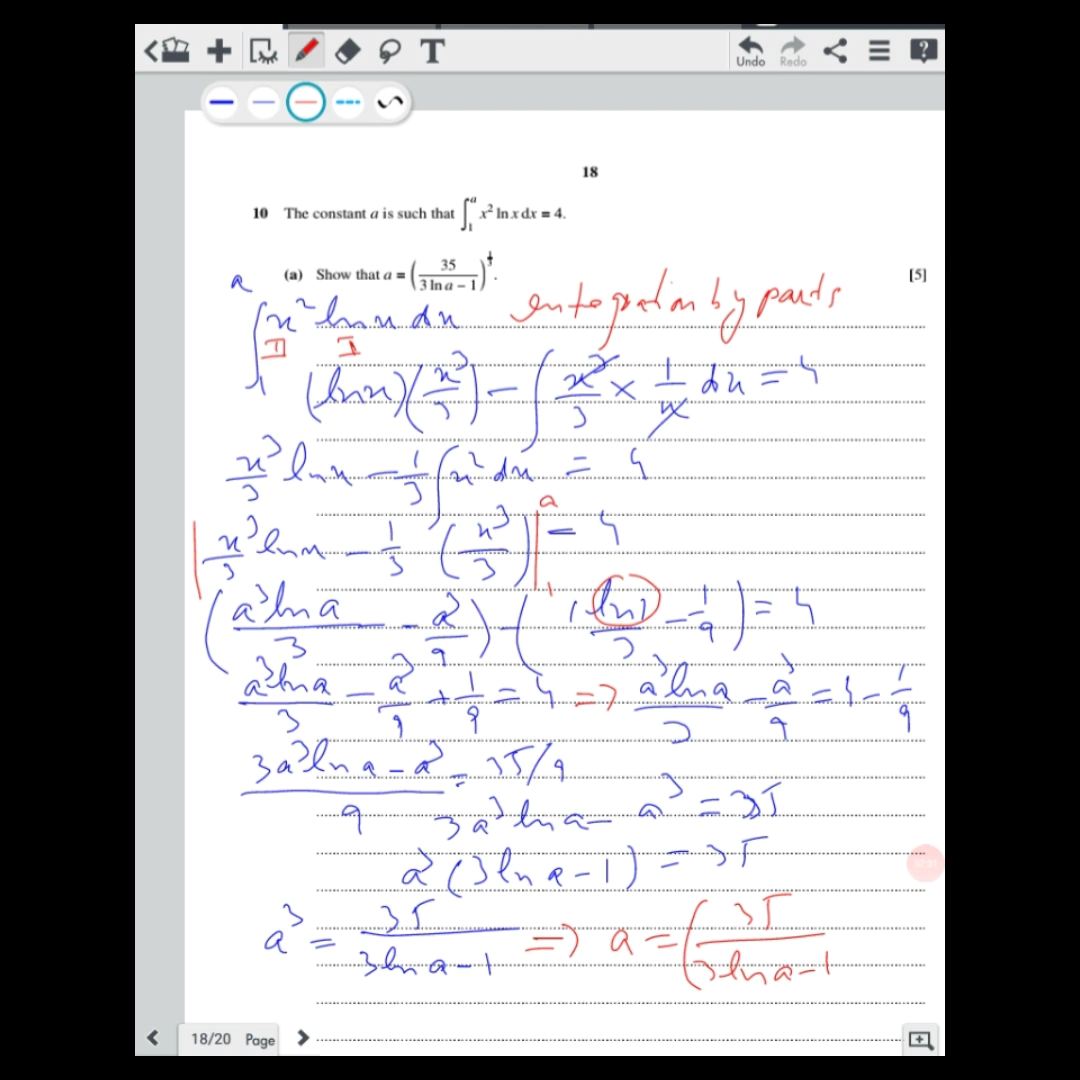 Undo Redo
18
10 The constant a is such that ∫₁ᵃ x² ln x dx = 4.
(a) Show that a = (35/(3 ln a − 1))^(1/3). [5]
∫₁ᵃ x² ln x dx entegration by parts
II I
(ln x)(x³/3) − ∫ x³/3 × 1/x dx = 4
x³/3 ln x − 1/3 ∫ x² dx = 4
| x³/3 ln x − 1/3 (x³/3) |₁ᵃ = 4
(a³ ln a/3 − a³/9) − (1 ln 1/3 − 1/9) = 4
a³ ln a/3 − a³/9 + 1/9 = 4 => a³ ln a/3 − a³/9 = 4 − 1/9
(3a³ ln a − a³)/9 = 35/9
3a³ ln a − a³ = 35
a³ (3 ln a − 1) = 35
a³ = 35/(3 ln a − 1) => a = (35/(3 ln a − 1
18/20 Page